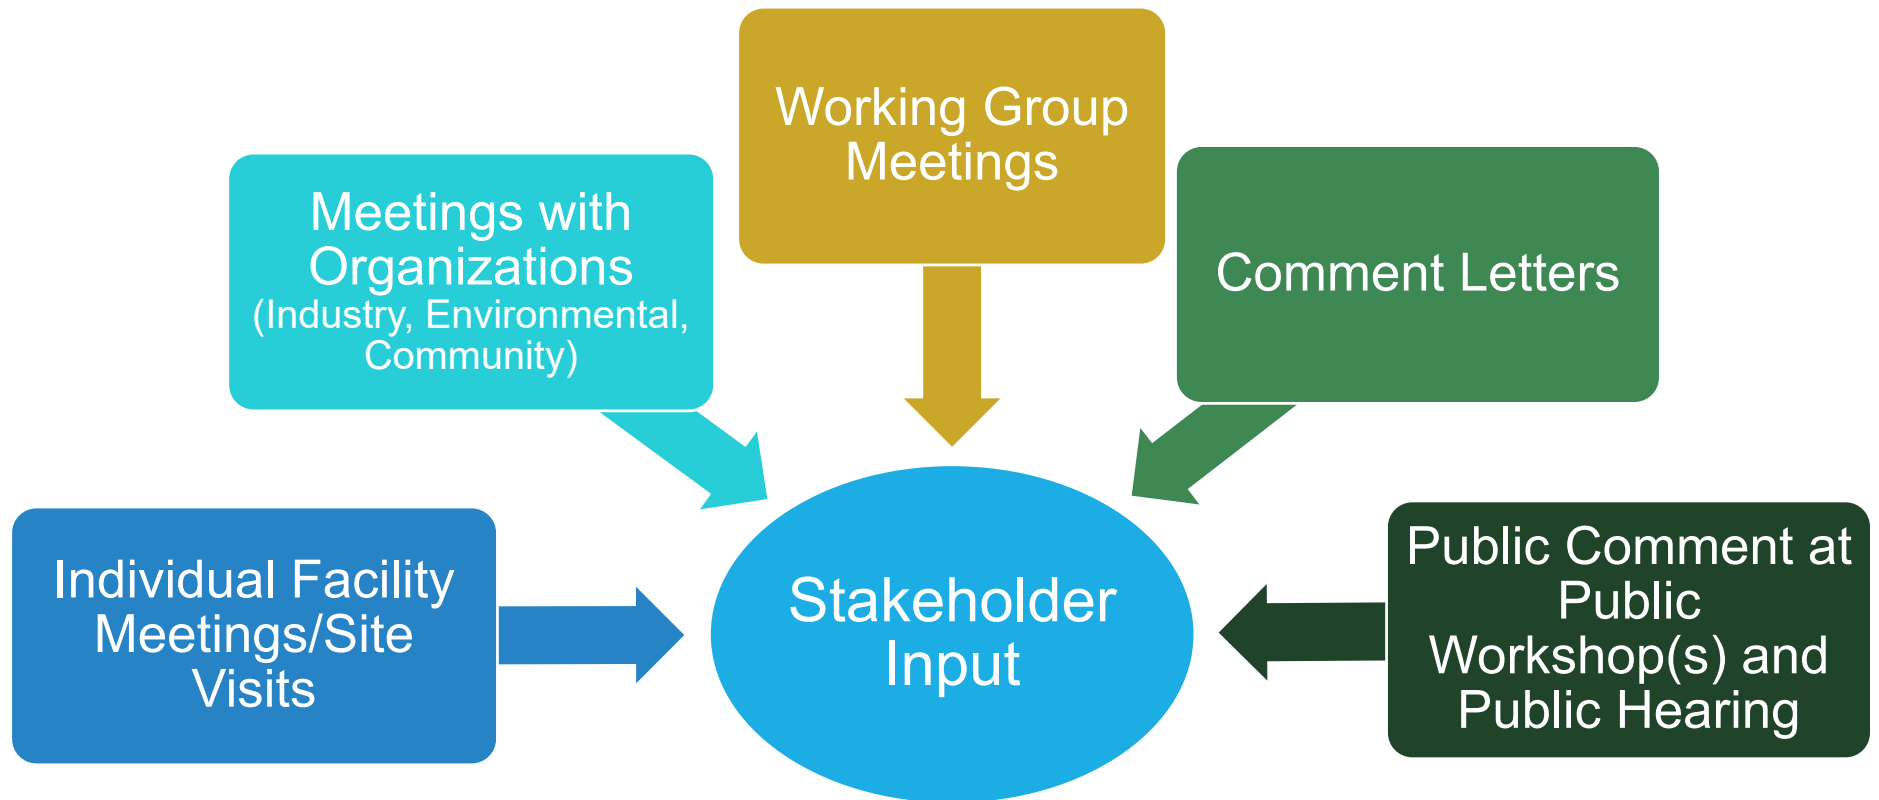 Working Group
Meetings
Meetings with
Organizations
(Industry, Environmental,
Community)
Comment Letters
Individual Facility
Meetings/Site
Visits
Stakeholder
Input
Public Comment at
Public
Workshop(s) and
Public Hearing